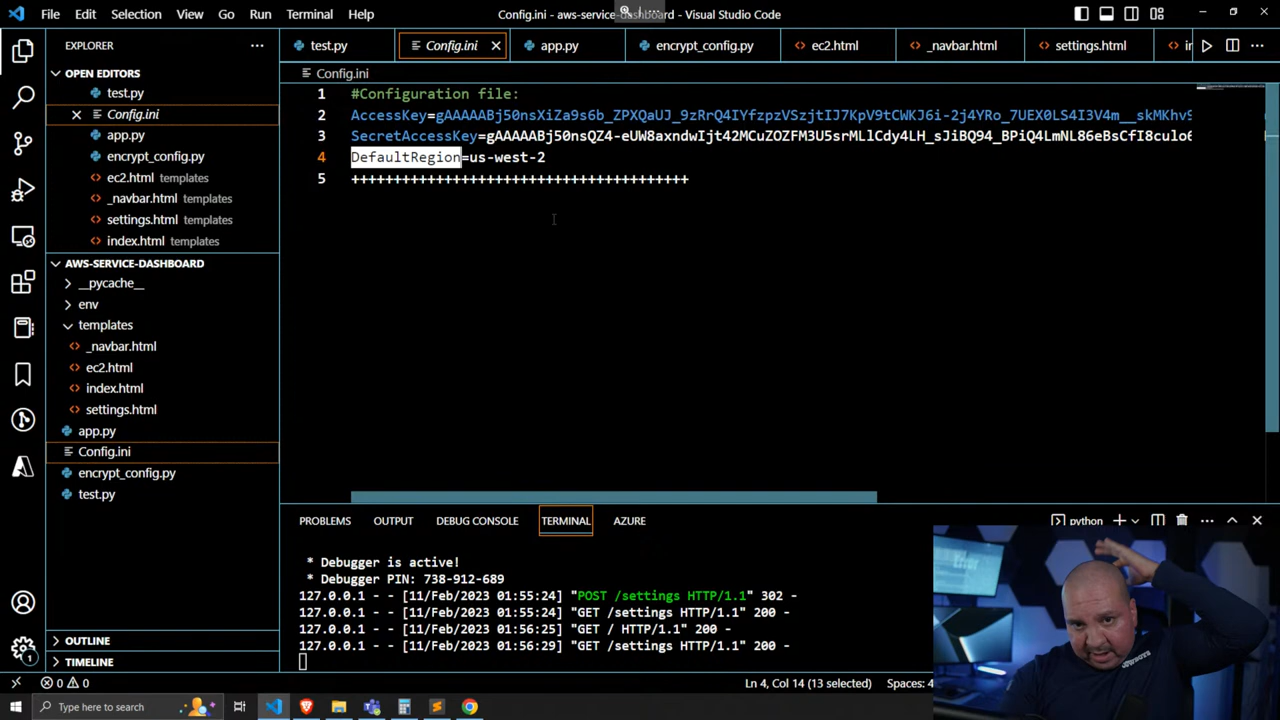 File Edit Selection View Go Run Terminal Help
Config.ini - aws-service-dashboard - Visual Studio Code
EXPLORER
test.py
Config.ini
app.py
encrypt_config.py
ec2.html
_navbar.html
settings.html
OPEN EDITORS
test.py
Config.ini
app.py
encrypt_config.py
ec2.html templates
_navbar.html templates
settings.html templates
index.html templates
AWS-SERVICE-DASHBOARD
__pycache__
env
templates
_navbar.html
ec2.html
index.html
settings.html
app.py
Config.ini
encrypt_config.py
test.py
OUTLINE
TIMELINE
Config.ini
1 #Configuration file:
2 AccessKey=gAAAAABj50nsXiZa9s6b_ZPXQaUJ_9zRrQ4IYfzpzVSzjtIJ7KpV9tCWKJ6i-2j4YRo_7UEX0LS4I3V4m__skMKhv9
3 SecretAccessKey=gAAAAABj50nsQZ4-eUW8axndwIjt42MCuZOZFM3U5srMLlCdy4LH_sJiBQ94_BPiQ4LmNL86eBsCfI8culo6
4 DefaultRegion=us-west-2
5 ++++++++++++++++++++++++++++++++++++++++
PROBLEMS OUTPUT DEBUG CONSOLE TERMINAL AZURE
python
* Debugger is active!
* Debugger PIN: 738-912-689
127.0.0.1 - - [11/Feb/2023 01:55:24] "POST /settings HTTP/1.1" 302 -
127.0.0.1 - - [11/Feb/2023 01:55:24] "GET /settings HTTP/1.1" 200 -
127.0.0.1 - - [11/Feb/2023 01:56:25] "GET / HTTP/1.1" 200 -
127.0.0.1 - - [11/Feb/2023 01:56:29] "GET /settings HTTP/1.1" 200 -
COWBOYS
1
0 0
Ln 4, Col 14 (13 selected)
Spaces: 4
Type here to search